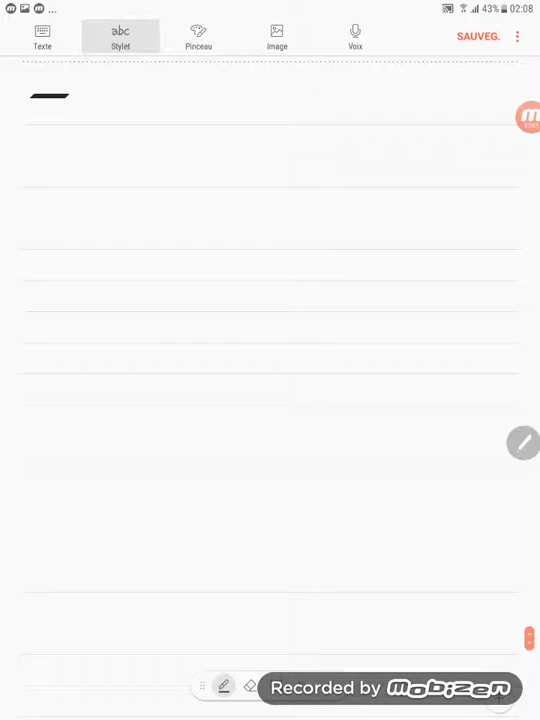 ... 43% 02:08
abc
Texte Stylet Pinceau Image Voix SAUVEG.
Recorded by mobizen